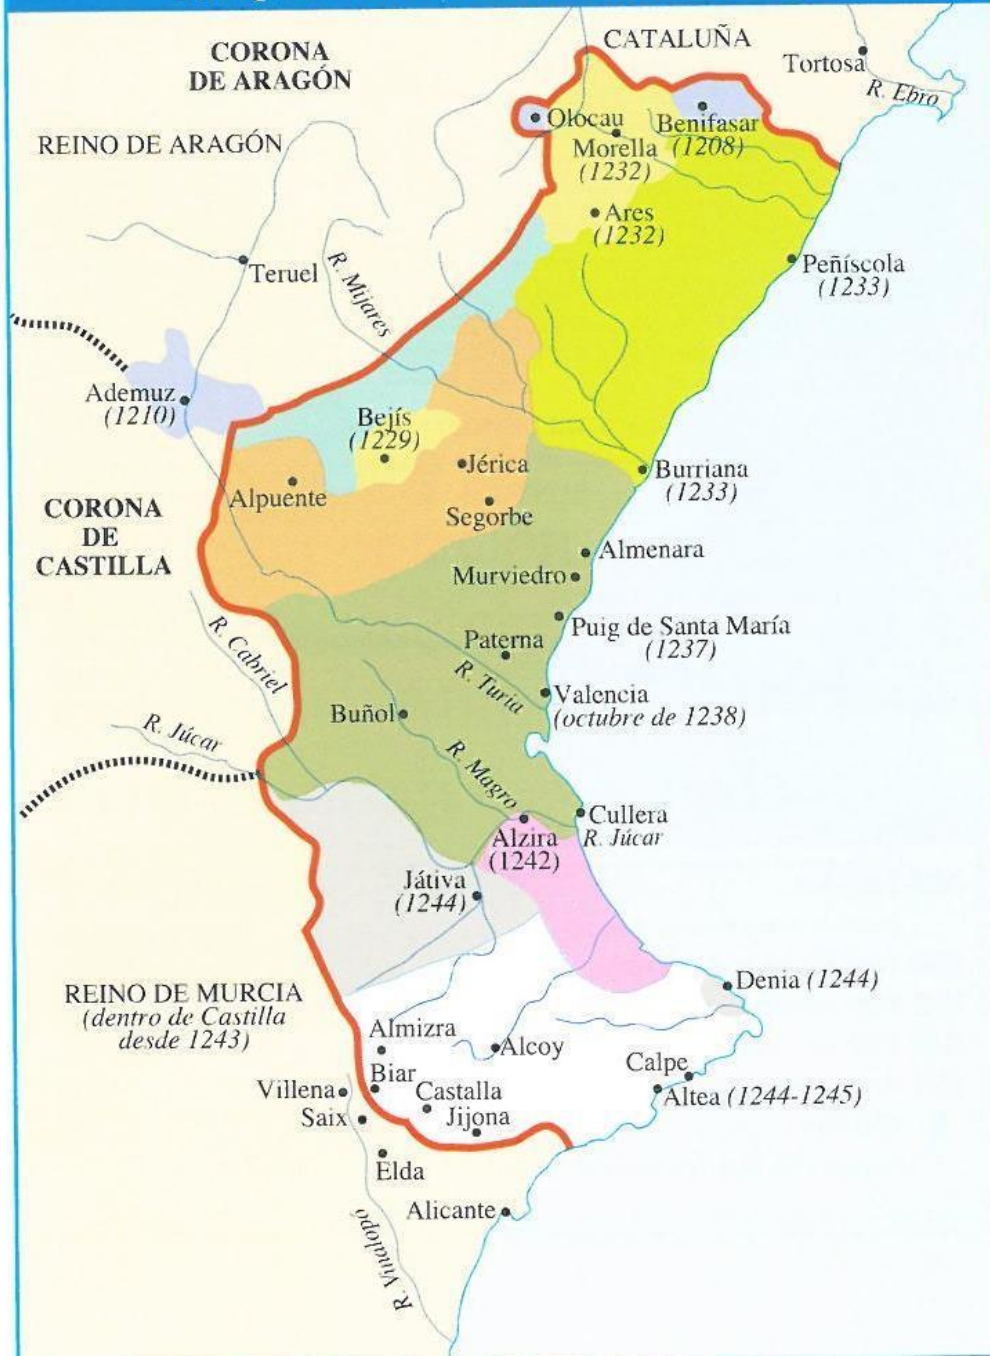 CORONA
DE ARAGÓN
CATALUÑA
Tortosa
R. Ebro
REINO DE ARAGÓN
Olocau
Benifasar
(1208)
Morella
(1232)
Ares
(1232)
Teruel
R. Mijares
Peñíscola
(1233)
Ademuz
(1210)
Bejís
(1229)
Jérica
Alpuente
Segorbe
Burriana
(1233)
CORONA
DE
CASTILLA
Almenara
Murviedro
Puig de Santa María
(1237)
Paterna
R. Cabriel
R. Turia
Valencia
(octubre de 1238)
Buñol
R. Júcar
R. Magro
Cullera
R. Júcar
Alzira
(1242)
Játiva
(1244)
Denia (1244)
REINO DE MURCIA
(dentro de Castilla
desde 1243)
Almizra
Alcoy
Calpe
Biar
Villena
Castalla
Altea (1244-1245)
Saix
Jijona
Elda
Alicante
R. Vinalopó